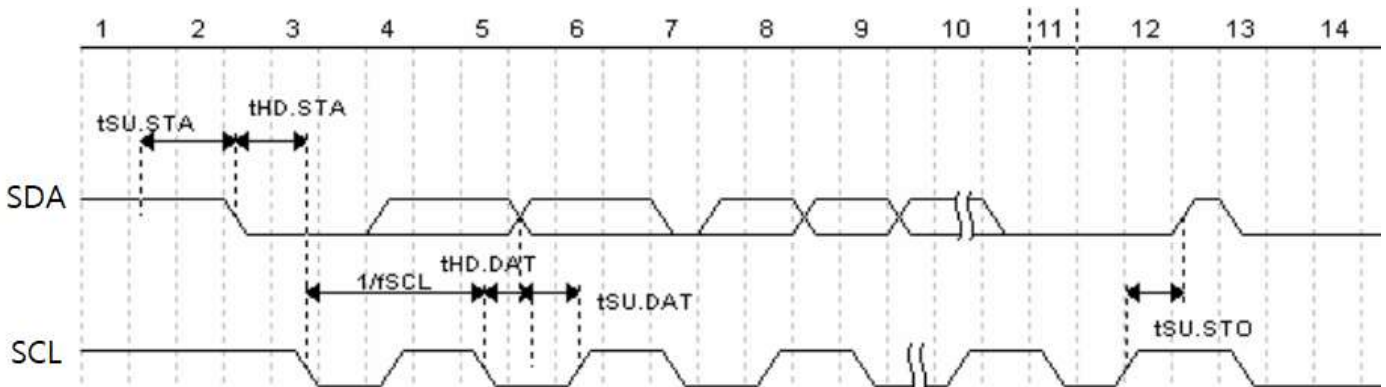 1 2 3 4 5 6 7 8 9 10 11 12 13 14
tHD.STA
tSU.STA
SDA
tHD.DAT
1/fSCL
tSU.DAT
tSU.STO
SCL